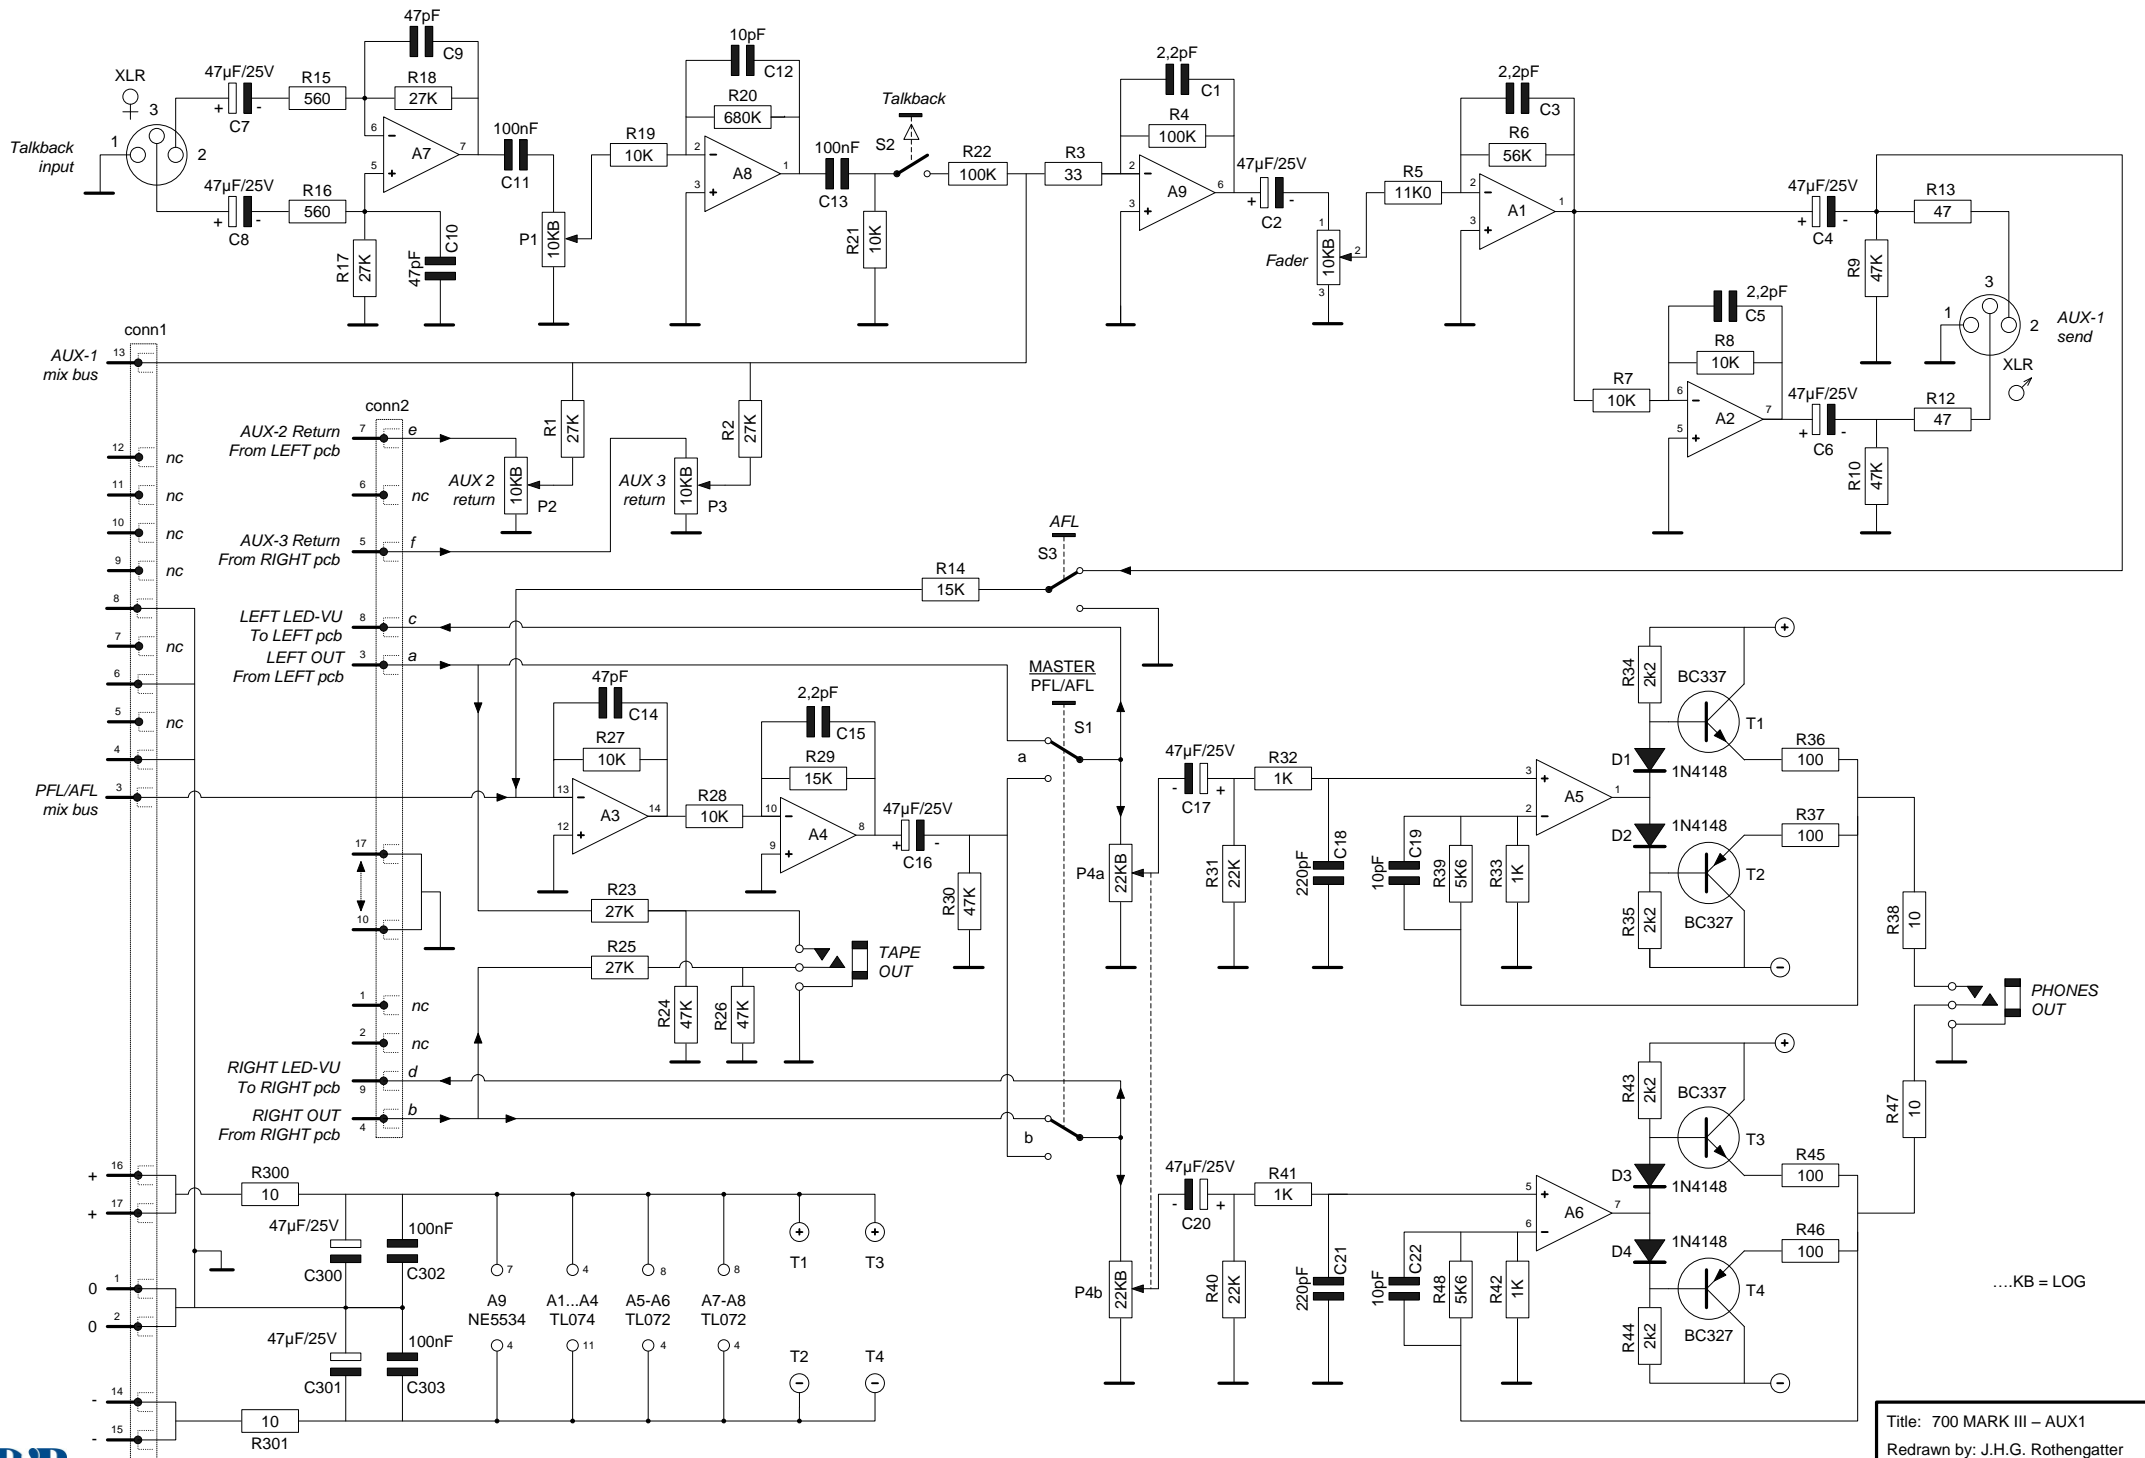 XLR
3
1
2
Talkback
input
47µF/25V
+ -
C7
R15
560
47pF
C9
R18
27K
6
5
A7
7
47µF/25V
+ -
C8
R16
560
R17
27K
47pF
C10
100nF
C11
P1
10KB
R19
10K
10pF
C12
R20
680K
2
3
A8
1
100nF
C13
R21
10K
Talkback
S2
R22
100K
R3
33
2,2pF
C1
R4
100K
2
3
A9
6
47µF/25V
+ -
C2
Fader
10KB
1
2
3
R5
11K0
2,2pF
C3
R6
56K
2
3
A1
1
47µF/25V
+ -
C4
R13
47
R9
47K
R7
10K
2,2pF
C5
R8
10K
6
5
A2
7
47µF/25V
+ -
C6
R12
47
R10
47K
3
1
2
XLR
AUX-1
send
conn1
AUX-1
mix bus
13
12
nc
11
nc
10
nc
9
nc
8
7
nc
6
5
nc
4
PFL/AFL
mix bus
3
conn2
AUX-2 Return
From LEFT pcb
7
e
6
nc
AUX-3 Return
From RIGHT pcb
5
f
LEFT LED-VU
To LEFT pcb
8
c
LEFT OUT
From LEFT pcb
3
a
17
10
1
nc
2
nc
RIGHT LED-VU
To RIGHT pcb
9
d
RIGHT OUT
From RIGHT pcb
4
b
R1
27K
AUX 2
return
10KB
P2
R2
27K
AUX 3
return
10KB
P3
AFL
S3
R14
15K
MASTER
PFL/AFL
S1
a
b
47pF
C14
R27
10K
13
12
A3
14
R28
10K
2,2pF
C15
R29
15K
10
9
A4
8
47µF/25V
+ -
C16
R30
47K
R23
27K
R25
27K
R24
47K
R26
47K
TAPE
OUT
P4a
22KB
47µF/25V
- +
C17
R31
22K
R32
1K
220pF
C18
10pF
C19
R39
5K6
R33
1K
3
2
A5
1
R34
2k2
BC337
T1
D1
1N4148
D2
1N4148
T2
BC327
R35
2k2
R36
100
R37
100
R38
10
PHONES
OUT
P4b
22KB
47µF/25V
- +
C20
R40
22K
R41
1K
220pF
C21
10pF
C22
R48
5K6
R42
1K
5
6
A6
7
R43
2k2
BC337
T3
D3
1N4148
D4
1N4148
T4
BC327
R44
2k2
R45
100
R46
100
R47
10
+ 16
+ 17
0 1
0 2
- 14
- 15
R300
10
10
R301
47µF/25V
C300
100nF
C302
47µF/25V
C301
100nF
C303
7
A9
NE5534
4
4
A1...A4
TL074
11
8
A5-A6
TL072
4
8
A7-A8
TL072
4
T1
T3
T2
T4
....KB = LOG
Title: 700 MARK III – AUX1
Redrawn by: J.H.G. Rothengatter